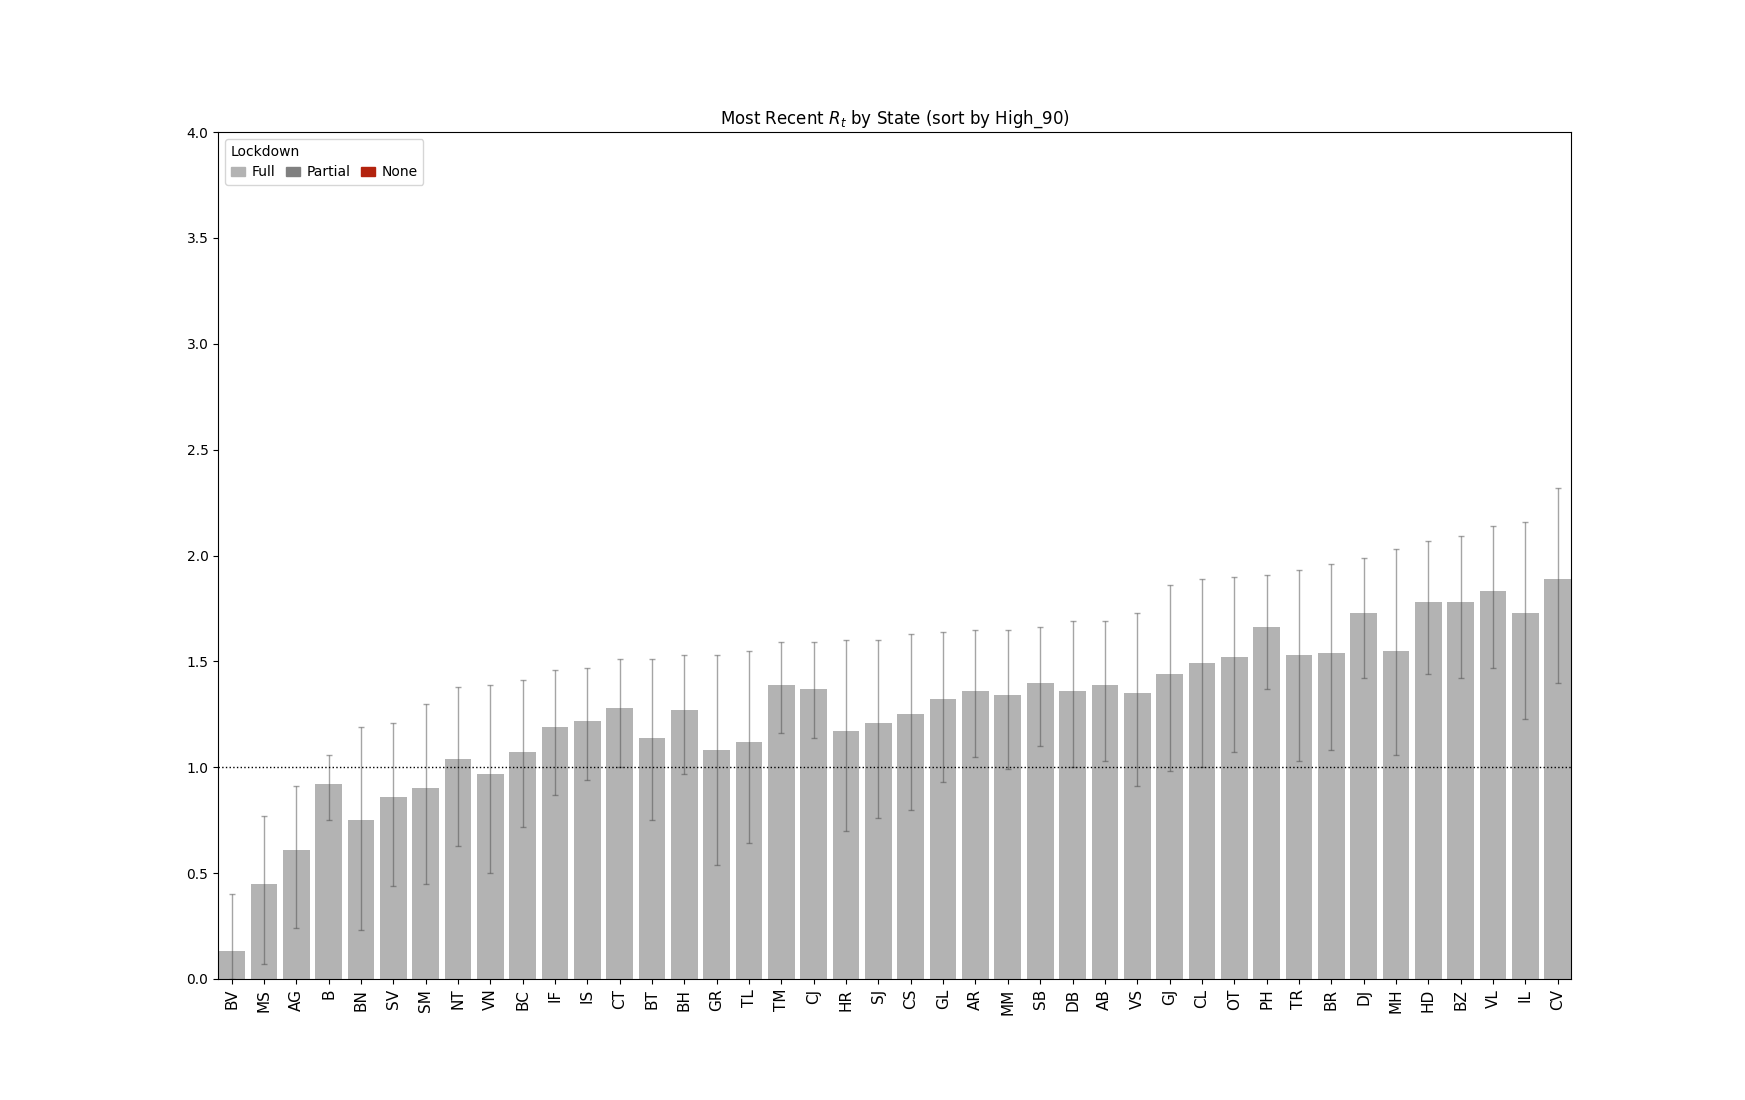 Most Recent Rt by State (sort by High_90)
Lockdown
Full Partial None
4.0
3.5
3.0
2.5
2.0
1.5
1.0
0.5
0.0
BV MS AG B BN SV SM NT VN BC IF IS CT BT BH GR TL TM CJ HR SJ CS GL AR MM SB DB AB VS GJ CL OT PH TR BR DJ MH HD BZ VL IL CV